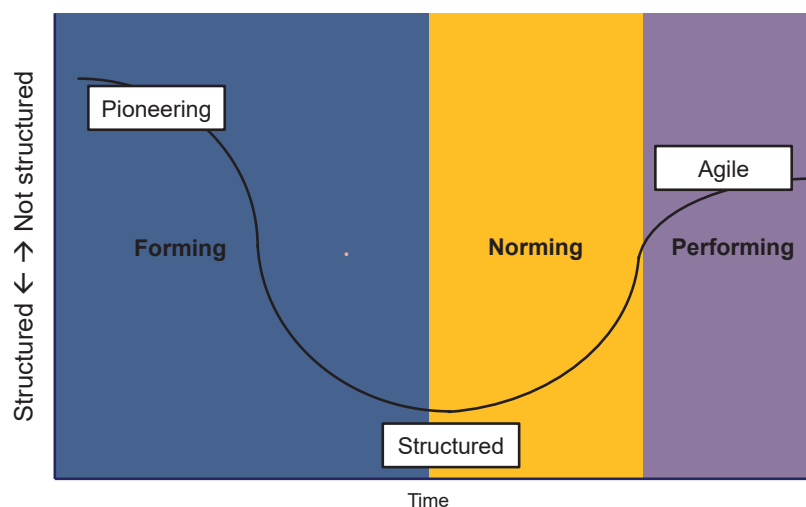 Structured ← → Not structured
Pioneering
Agile
Forming
Norming
Performing
Structured
Time